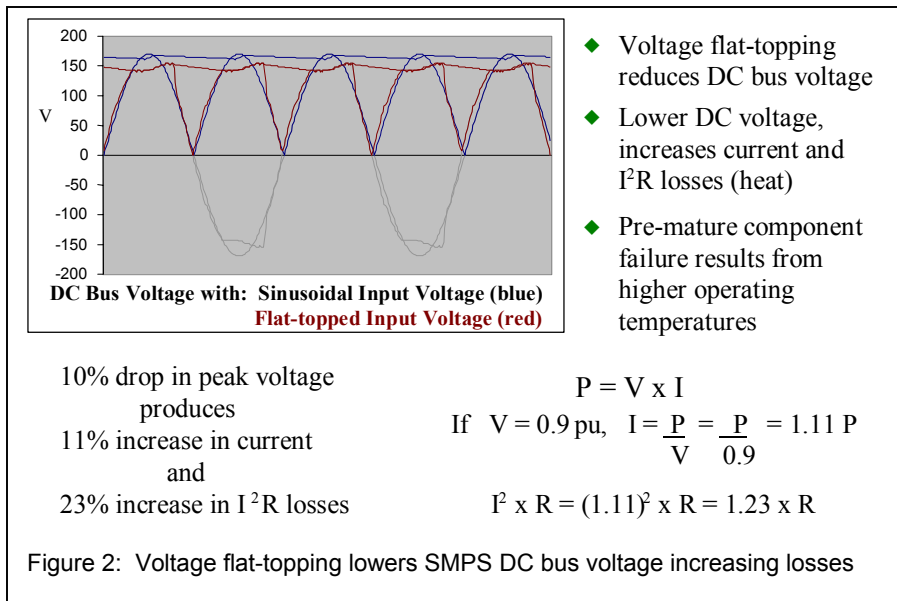 200
150
100
V
50
0
-50
-100
-150
-200
DC Bus Voltage with: Sinusoidal Input Voltage (blue)
Flat-topped Input Voltage (red)
◆ Voltage flat-topping
reduces DC bus voltage
◆ Lower DC voltage,
increases current and
I²R losses (heat)
◆ Pre-mature component
failure results from
higher operating
temperatures
10% drop in peak voltage
produces
11% increase in current
and
23% increase in I²R losses
P = V x I
If V = 0.9 pu, I = P = P = 1.11 P
V 0.9
I² x R = (1.11)² x R = 1.23 x R
Figure 2: Voltage flat-topping lowers SMPS DC bus voltage increasing losses